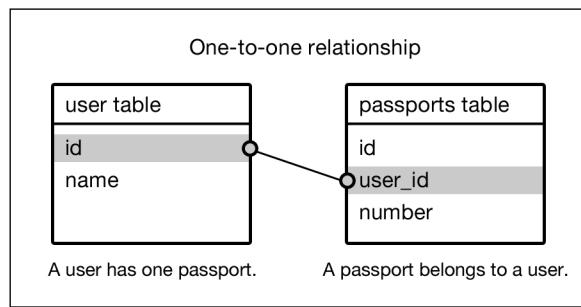 One-to-one relationship
user table
id
name
A user has one passport.
passports table
id
user_id
number
A passport belongs to a user.